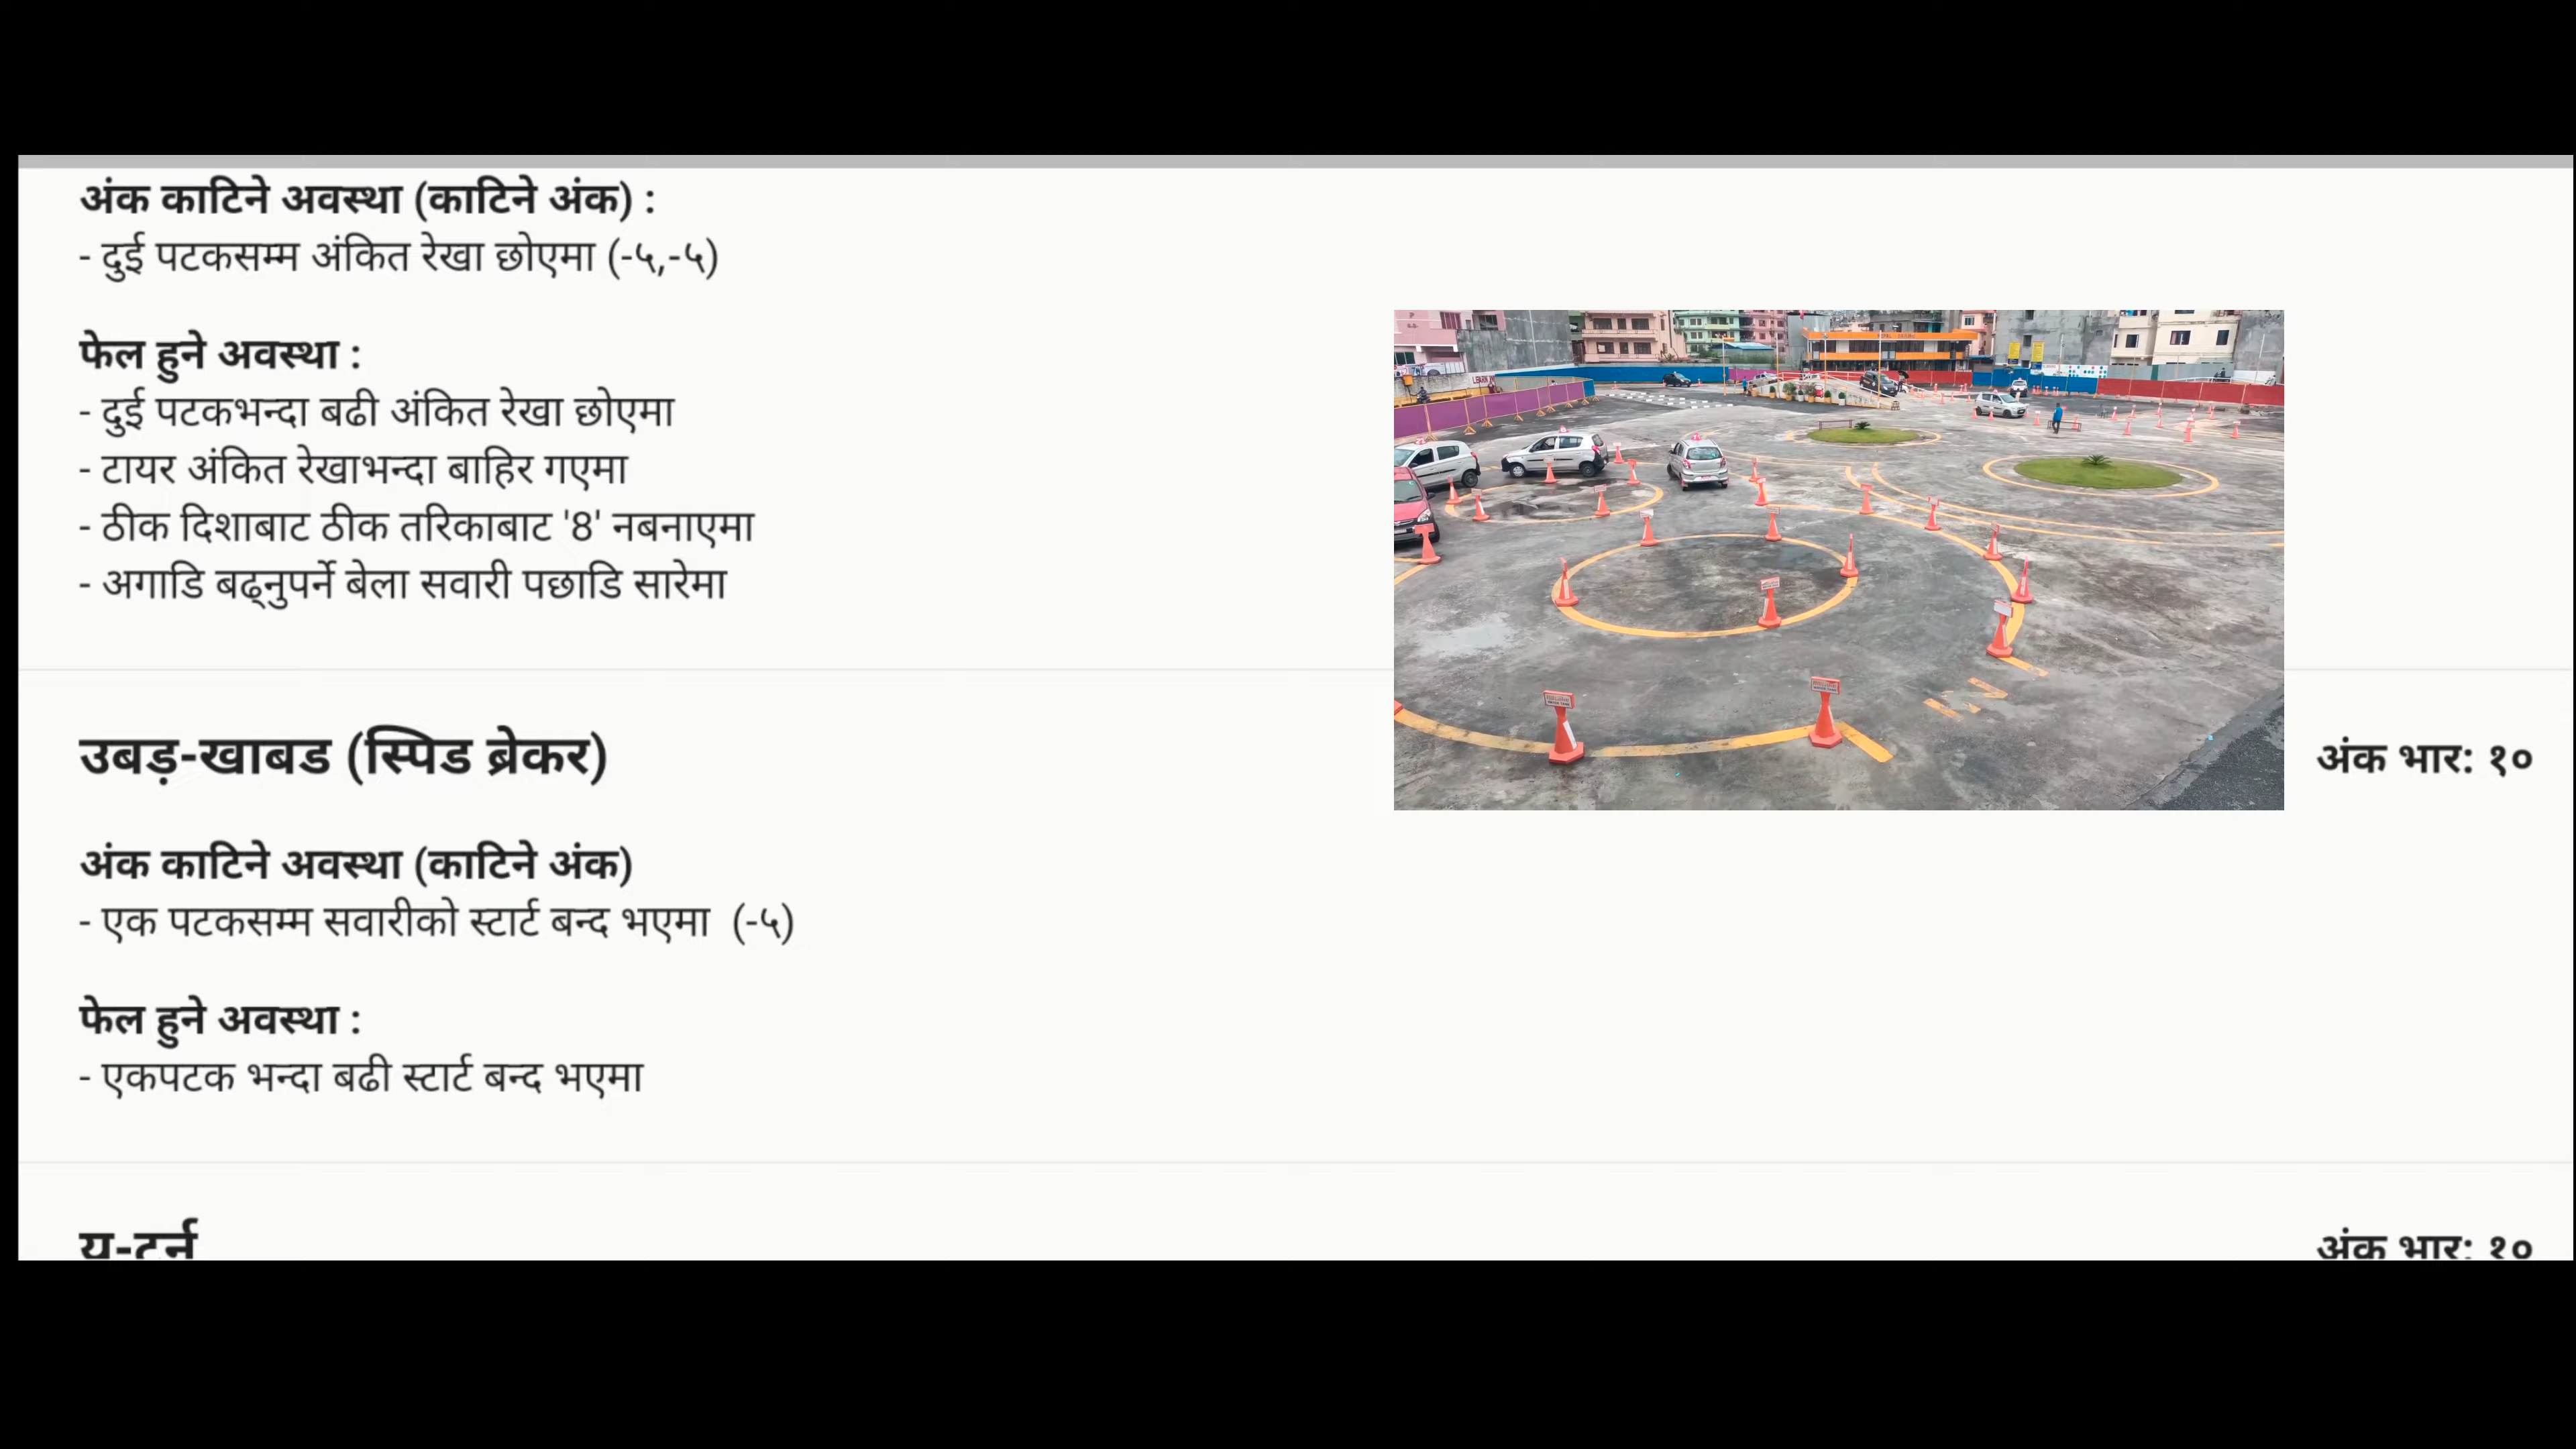 अंक काटिने अवस्था (काटिने अंक) :
- दुई पटकसम्म अंकित रेखा छोएमा (-५,-५)
फेल हुने अवस्था :
- दुई पटकभन्दा बढी अंकित रेखा छोएमा
- टायर अंकित रेखाभन्दा बाहिर गएमा
- ठीक दिशाबाट ठीक तरिकाबाट '8' नबनाएमा
- अगाडि बढ्नुपर्ने बेला सवारी पछाडि सारेमा
उबड़-खाबड (स्पिड ब्रेकर)
अंक भार: १०
अंक काटिने अवस्था (काटिने अंक)
- एक पटकसम्म सवारीको स्टार्ट बन्द भएमा (-५)
फेल हुने अवस्था :
- एकपटक भन्दा बढी स्टार्ट बन्द भएमा
यु-टर्न
अंक भार: १०